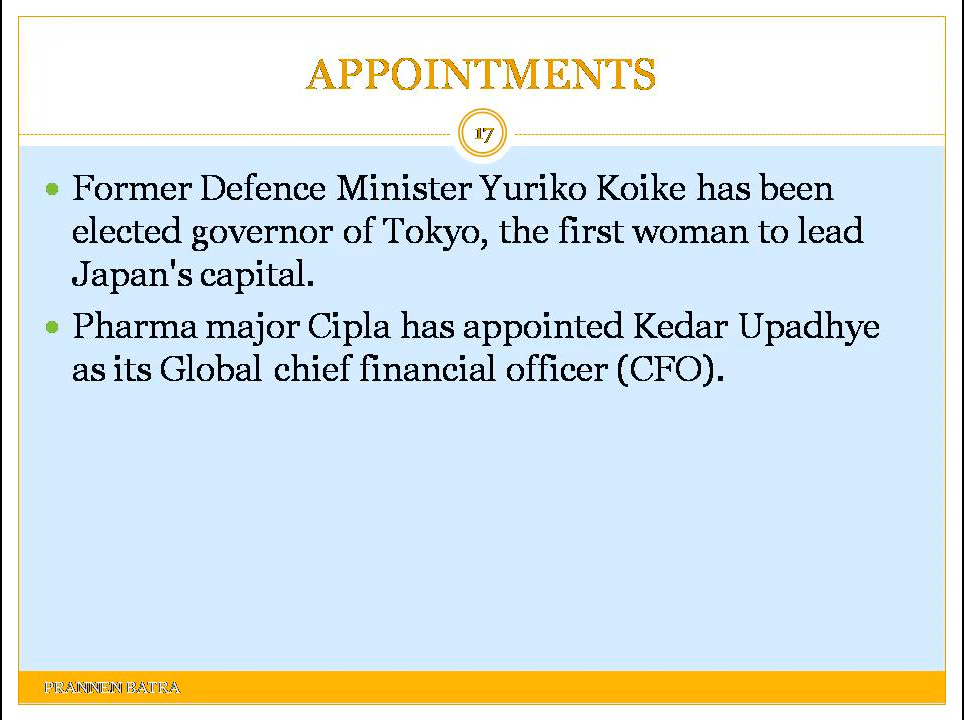 APPOINTMENTS
17
• Former Defence Minister Yuriko Koike has been
elected governor of Tokyo, the first woman to lead
Japan's capital.
• Pharma major Cipla has appointed Kedar Upadhye
as its Global chief financial officer (CFO).
PRANNEN BATRA